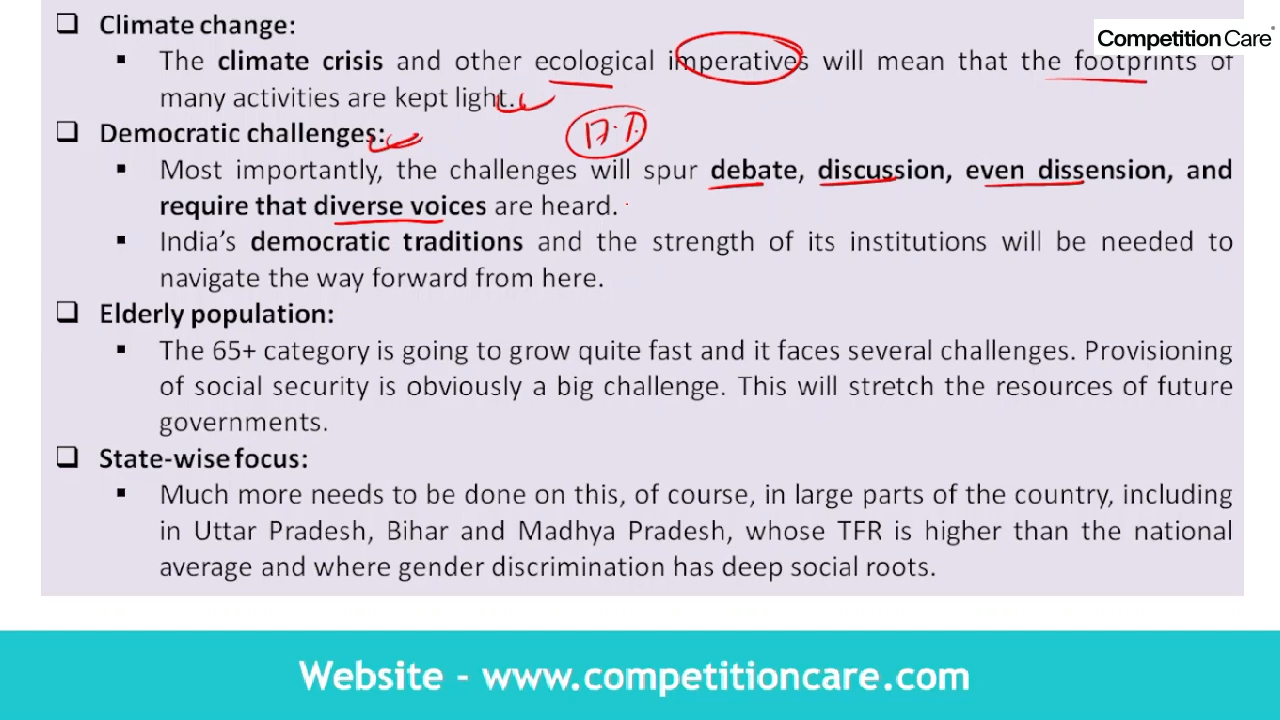 ❑ Climate change:
▪ The climate crisis and other ecological imperatives will mean that the footprints of
many activities are kept light.
❑ Democratic challenges:
17%
▪ Most importantly, the challenges will spur debate, discussion, even dissension, and
require that diverse voices are heard.
▪ India's democratic traditions and the strength of its institutions will be needed to
navigate the way forward from here.
❑ Elderly population:
▪ The 65+ category is going to grow quite fast and it faces several challenges. Provisioning
of social security is obviously a big challenge. This will stretch the resources of future
governments.
❑ State-wise focus:
▪ Much more needs to be done on this, of course, in large parts of the country, including
in Uttar Pradesh, Bihar and Madhya Pradesh, whose TFR is higher than the national
average and where gender discrimination has deep social roots.
Competition Care
Website - www.competitioncare.com